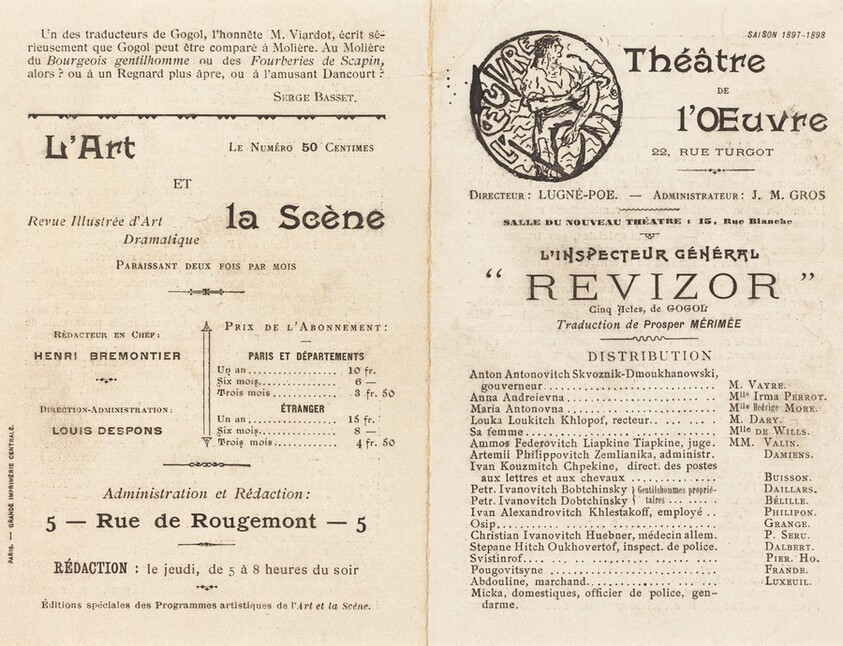 Un des traducteurs de Gogol, l'honnête M. Viardot, écrit sé-
rieusement que Gogol peut être comparé à Molière. Au Molière
du Bourgeois gentilhomme ou des Fourberies de Scapin,
alors ? ou à un Regnard plus âpre, ou à l'amusant Dancourt ?
SERGE BASSET.
L'Art
LE NUMÉRO 50 CENTIMES
ET
Revue Illustrée d'Art
Dramatique
la Scène
PARAISSANT DEUX FOIS PAR MOIS
RÉDACTEUR EN CHEF:
HENRI BREMONTIER
DIRECTION-ADMINISTRATION:
LOUIS DESPONS
PRIX DE L'ABONNEMENT:
PARIS ET DÉPARTEMENTS
Un an.................. 10 fr.
Six mois................ 6 —
Trois mois.............. 3 fr. 50
ÉTRANGER
Un an.................. 15 fr.
Six mois................ 8 —
Trois mois.............. 4 fr. 50
Administration et Rédaction:
5 — Rue de Rougemont — 5
RÉDACTION : le jeudi, de 5 à 8 heures du soir
Éditions spéciales des Programmes artistiques de l'Art et la Scène.
PARIS. — GRANDE IMPRIMERIE CENTRALE.
SAISON 1897-1898
L'OEUVRE
Théâtre
DE
l'OEuvre
22, RUE TURGOT
DIRECTEUR: LUGNÉ-POE. — ADMINISTRATEUR: J. M. GROS
SALLE DU NOUVEAU THÉATRE : 15, Rue Blanche
L'INSPECTEUR GÉNÉRAL
“ REVIZOR ”
Cinq Actes, de GOGOL
Traduction de Prosper MÉRIMÉE
DISTRIBUTION
Anton Antonovitch Skvoznik-Dmoukhanowski,
gouverneur............................ M. VAYRE.
Anna Andreievna........................ Mlle IRMA PERROT.
Maria Antonovna........................ Mlle Hedvige MORE.
Louka Loukitch Khlopof, recteur......... M. DARY.
Sa femme.............................. Mlle DE WILLS.
Ammos Federovitch Liapkine Tiapkine, juge. MM. VALIN.
Artemii Philippovitch Zemlianika, administr. DAMIENS.
Ivan Kouzmitch Chpekine, direct. des postes
aux lettres et aux chevaux............. BUISSON.
Petr. Ivanovitch Bobtchinsky } Gentilshommes proprié- DAILLARS.
Petr. Ivanovitch Dobtchinsky } taires ... BÉLILLE.
Ivan Alexandrovitch Khlestakoff, employé .. PHILIPON.
Osip................................... GRANGE.
Christian Ivanovitch Huebner, médecin allem. P. SERU.
Stepane Hitch Oukhovertof, inspect. de police. DALBERT.
Svistinrof............................. PIER. HO.
Pougovitsyne .......................... FRANDE.
Abdouline, marchand.................... LUXEUIL.
Micka, domestiques, officier de police, gen-
darme.